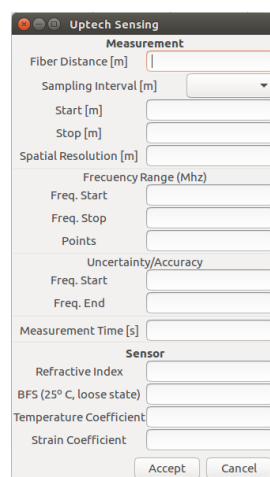 Uptech Sensing
Measurement
Fiber Distance [m]
Sampling Interval [m]
Start [m]
Stop [m]
Spatial Resolution [m]
Frecuency Range (Mhz)
Freq. Start
Freq. Stop
Points
Uncertainty/Accuracy
Freq. Start
Freq. End
Measurement Time [s]
Sensor
Refractive Index
BFS (25º C, loose state)
Temperature Coefficient
Strain Coefficient
Accept Cancel